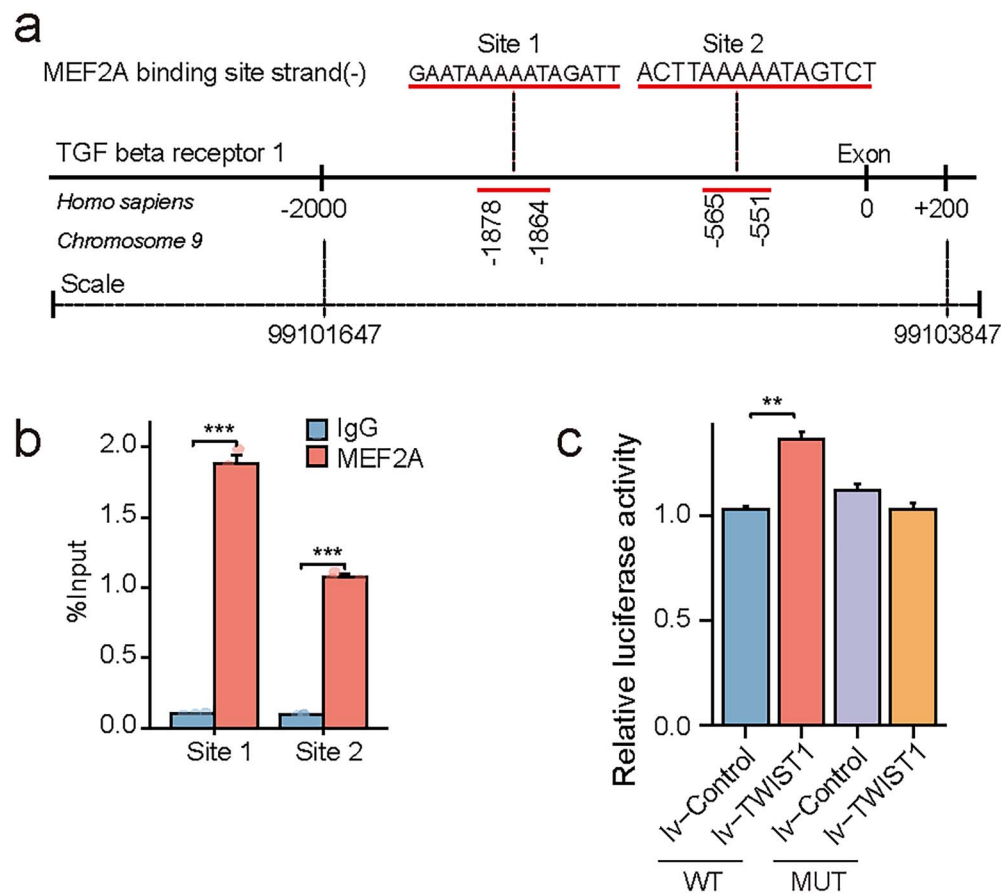 a
Site 1 Site 2
MEF2A binding site strand(-) GAATAAAAATAGATT ACTTAAAAATAGTCT
TGF beta receptor 1 Exon
Homo sapiens -2000 -1878 -1864 -565 -551 0 +200
Chromosome 9
Scale
99101647 99103847
b
%Input
2.0
1.5
1.0
0.5
0.0
*** ***
IgG
MEF2A
Site 1 Site 2
c
Relative luciferase activity
1.0
0.5
0.0
**
lv−Control lv−TWIST1 lv−Control lv−TWIST1
WT MUT